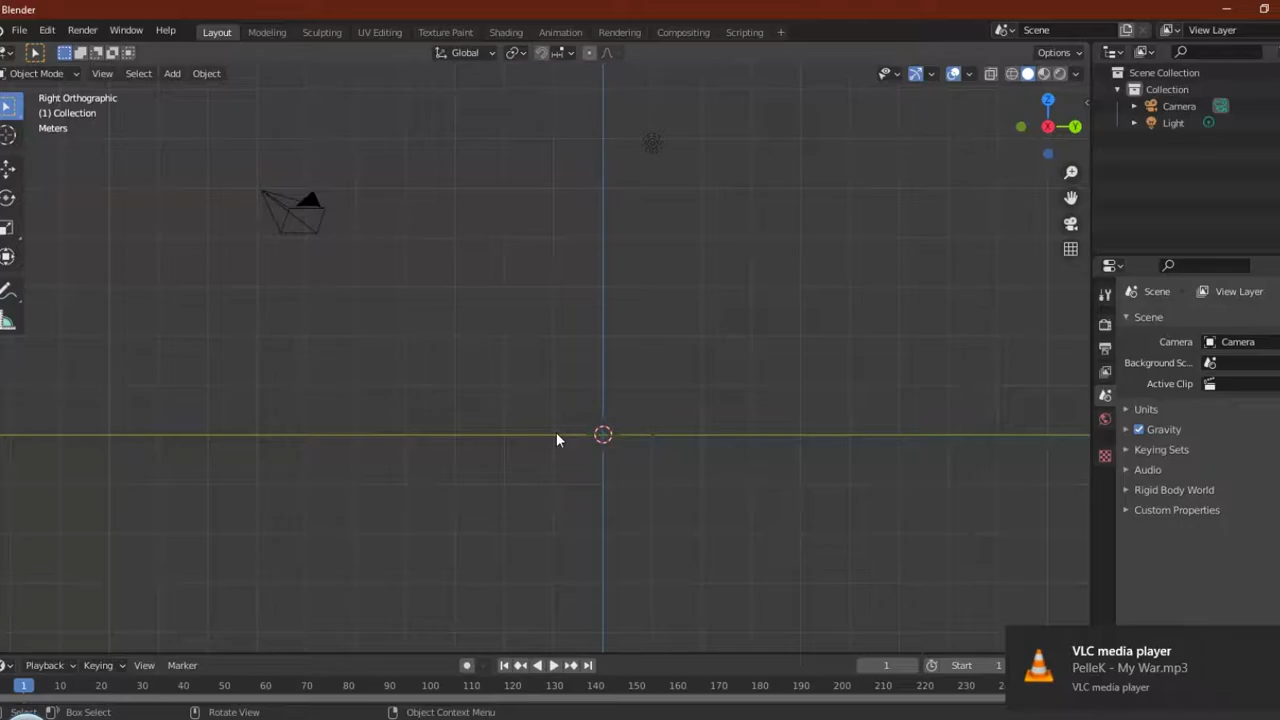 Blender
File Edit Render Window Help Layout Modeling Sculpting UV Editing Texture Paint Shading Animation Rendering Compositing Scripting + Scene View Layer
Global Options
Object Mode View Select Add Object
Right Orthographic
(1) Collection
Meters
Z
Y
X
Scene Collection
Collection
Camera
Light
Scene View Layer
Scene
Camera Camera
Background Sc...
Active Clip
Units
Gravity
Keying Sets
Audio
Rigid Body World
Custom Properties
VLC media player
PelleK - My War.mp3
VLC media player
Playback Keying View Marker 1 Start 1
1 10 20 30 40 50 60 70 80 90 100 110 120 130 140 150 160 170 180 190 200 210 220 230
Select Box Select Rotate View Object Context Menu